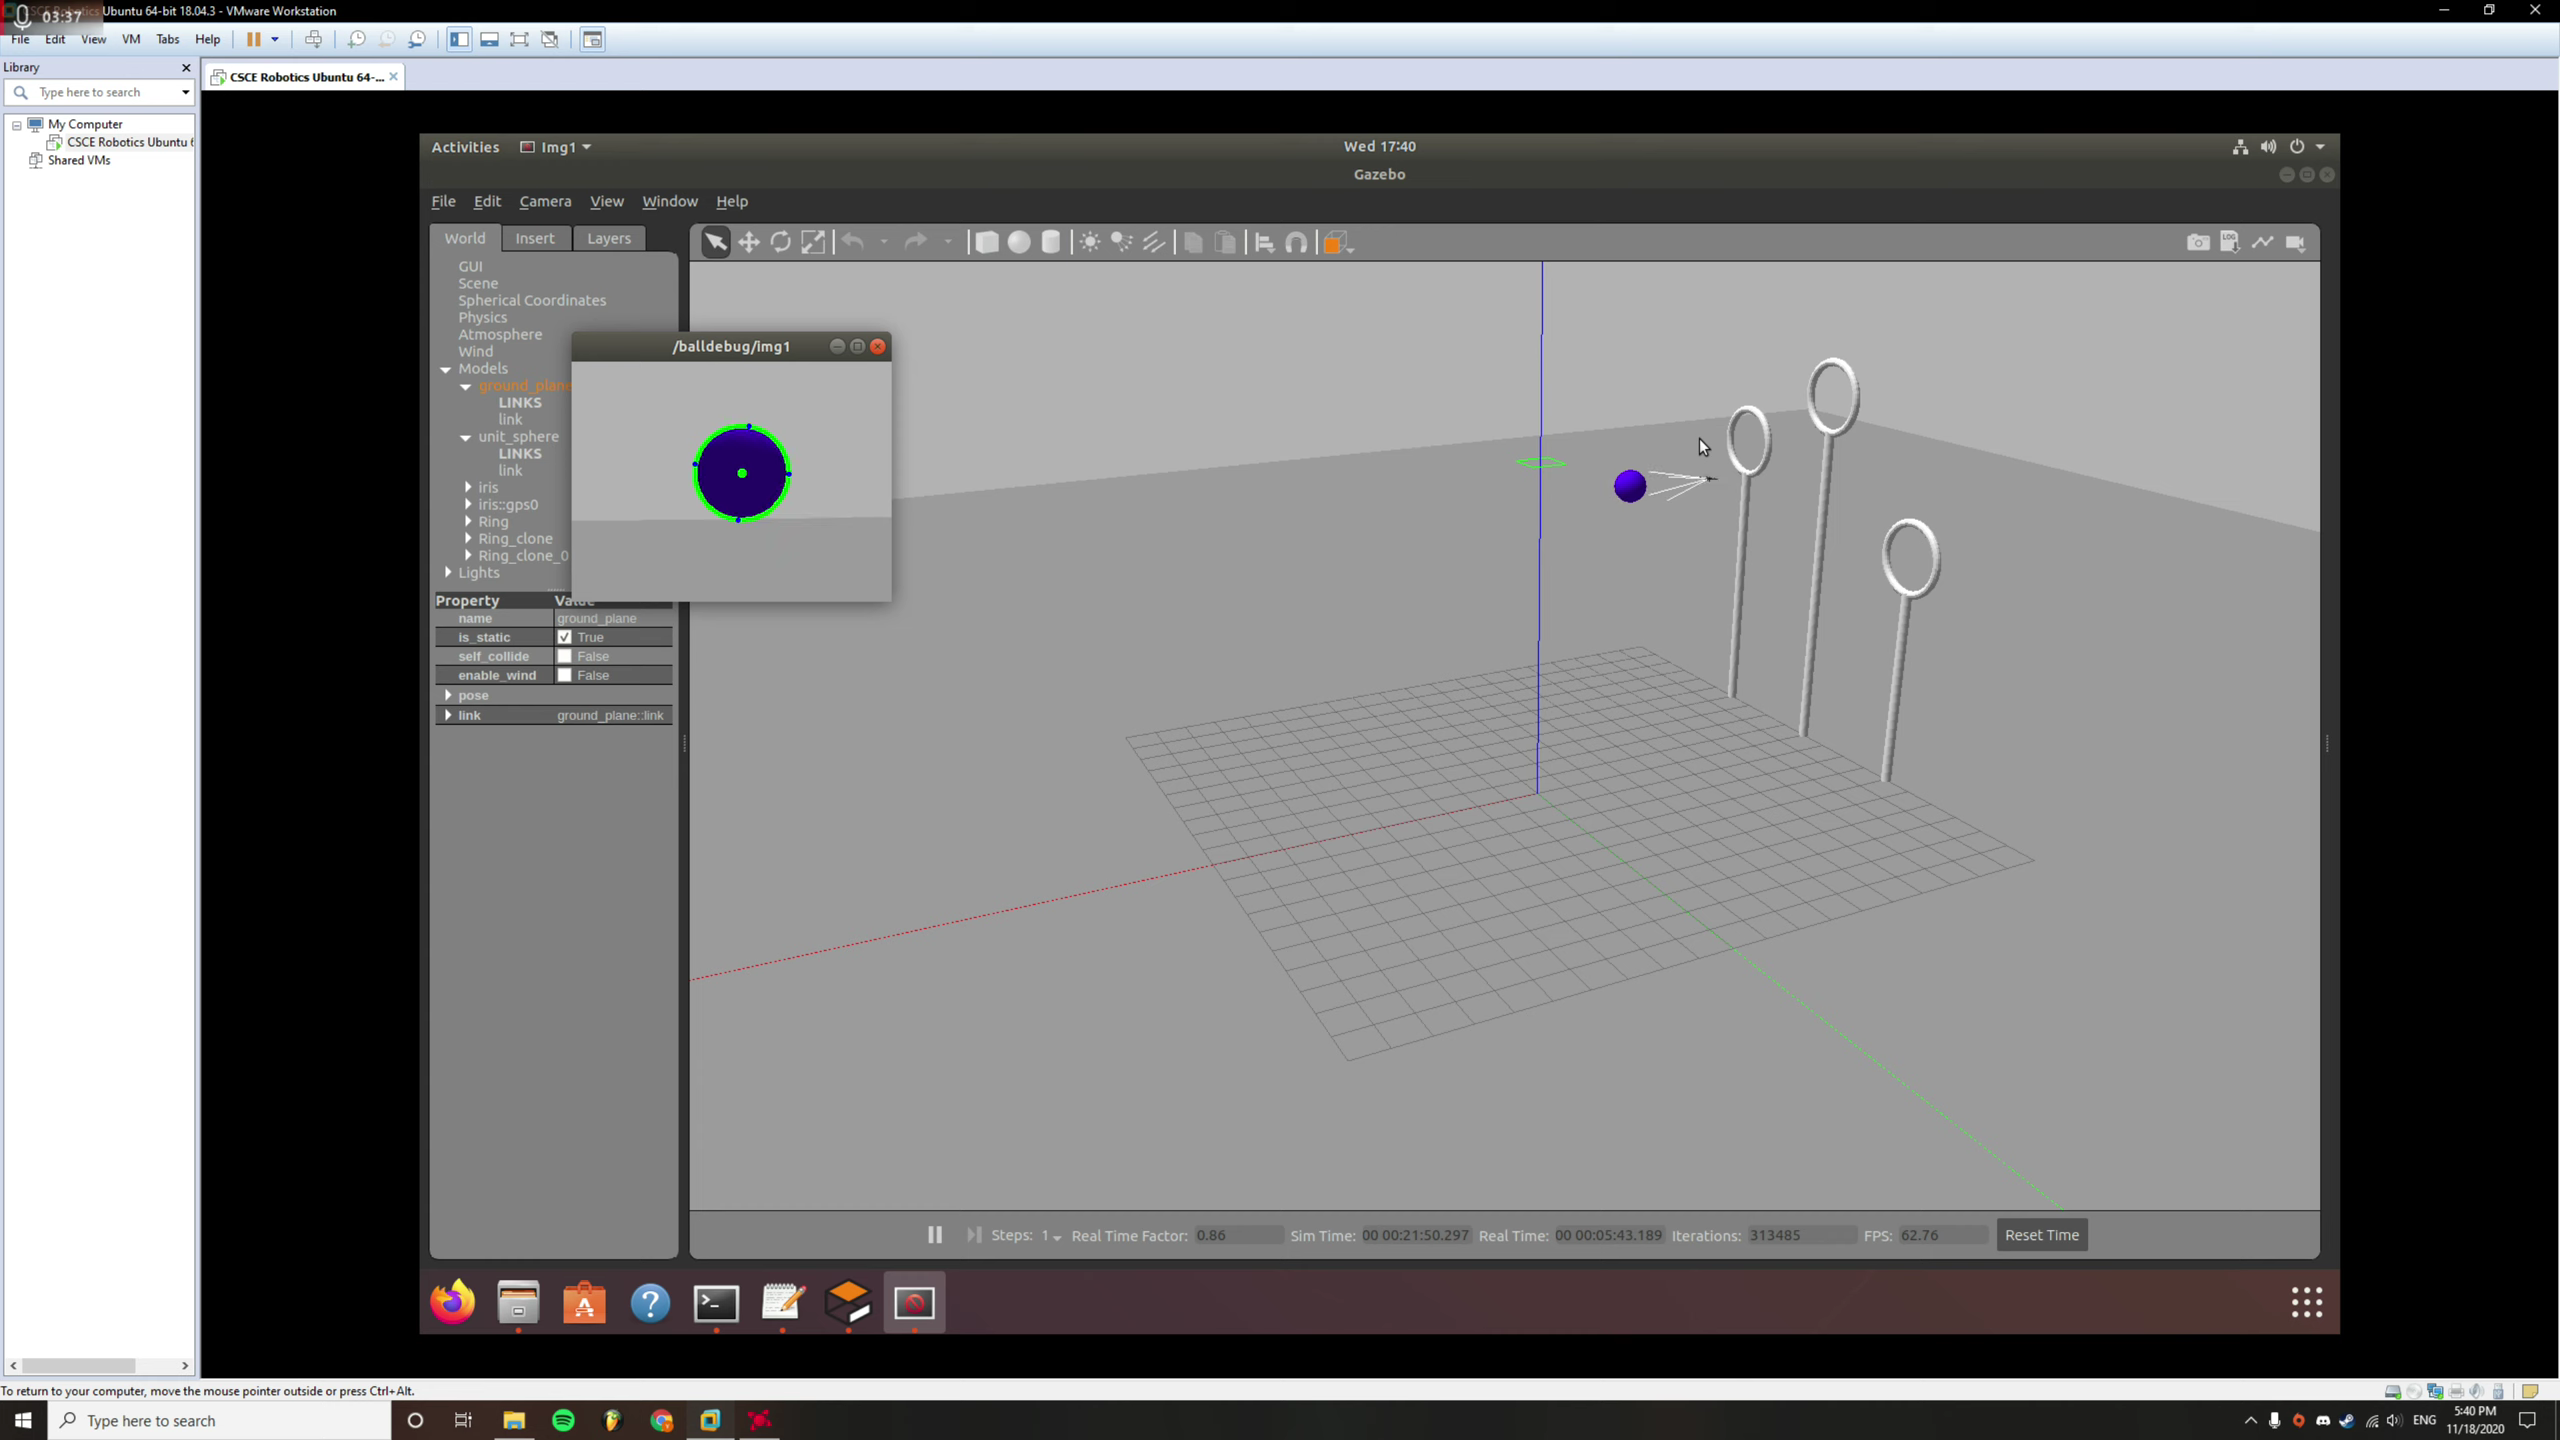 03:37
Ubuntu 64-bit 18.04.3 - VMware Workstation
File Edit View VM Tabs Help
Library
Type here to search
My Computer
CSCE Robotics Ubuntu 6
Shared VMs
CSCE Robotics Ubuntu 64-...
Activities Img1 Wed 17:40
Gazebo
File Edit Camera View Window Help
World Insert Layers
GUI
Scene
Spherical Coordinates
Physics
Atmosphere
Wind
Models
ground_plane
LINKS
link
unit_sphere
LINKS
link
iris
iris::gps0
Ring
Ring_clone
Ring_clone_0
Lights
/balldebug/img1
Property Value
name ground_plane
is_static True
self_collide False
enable_wind False
pose
link ground_plane::link
Steps: 1 Real Time Factor: 0.86 Sim Time: 00 00:21:50.297 Real Time: 00 00:05:43.189 Iterations: 313485 FPS: 62.76 Reset Time
To return to your computer, move the mouse pointer outside or press Ctrl+Alt.
Type here to search
ENG
5:40 PM
11/18/2020